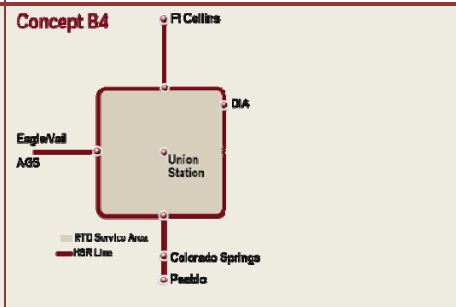 Concept B4
Ft Collins
DIA
Eagle/Vail
AGS
Union
Station
RTD Service Area
HSR Line
Colorado Springs
Pueblo